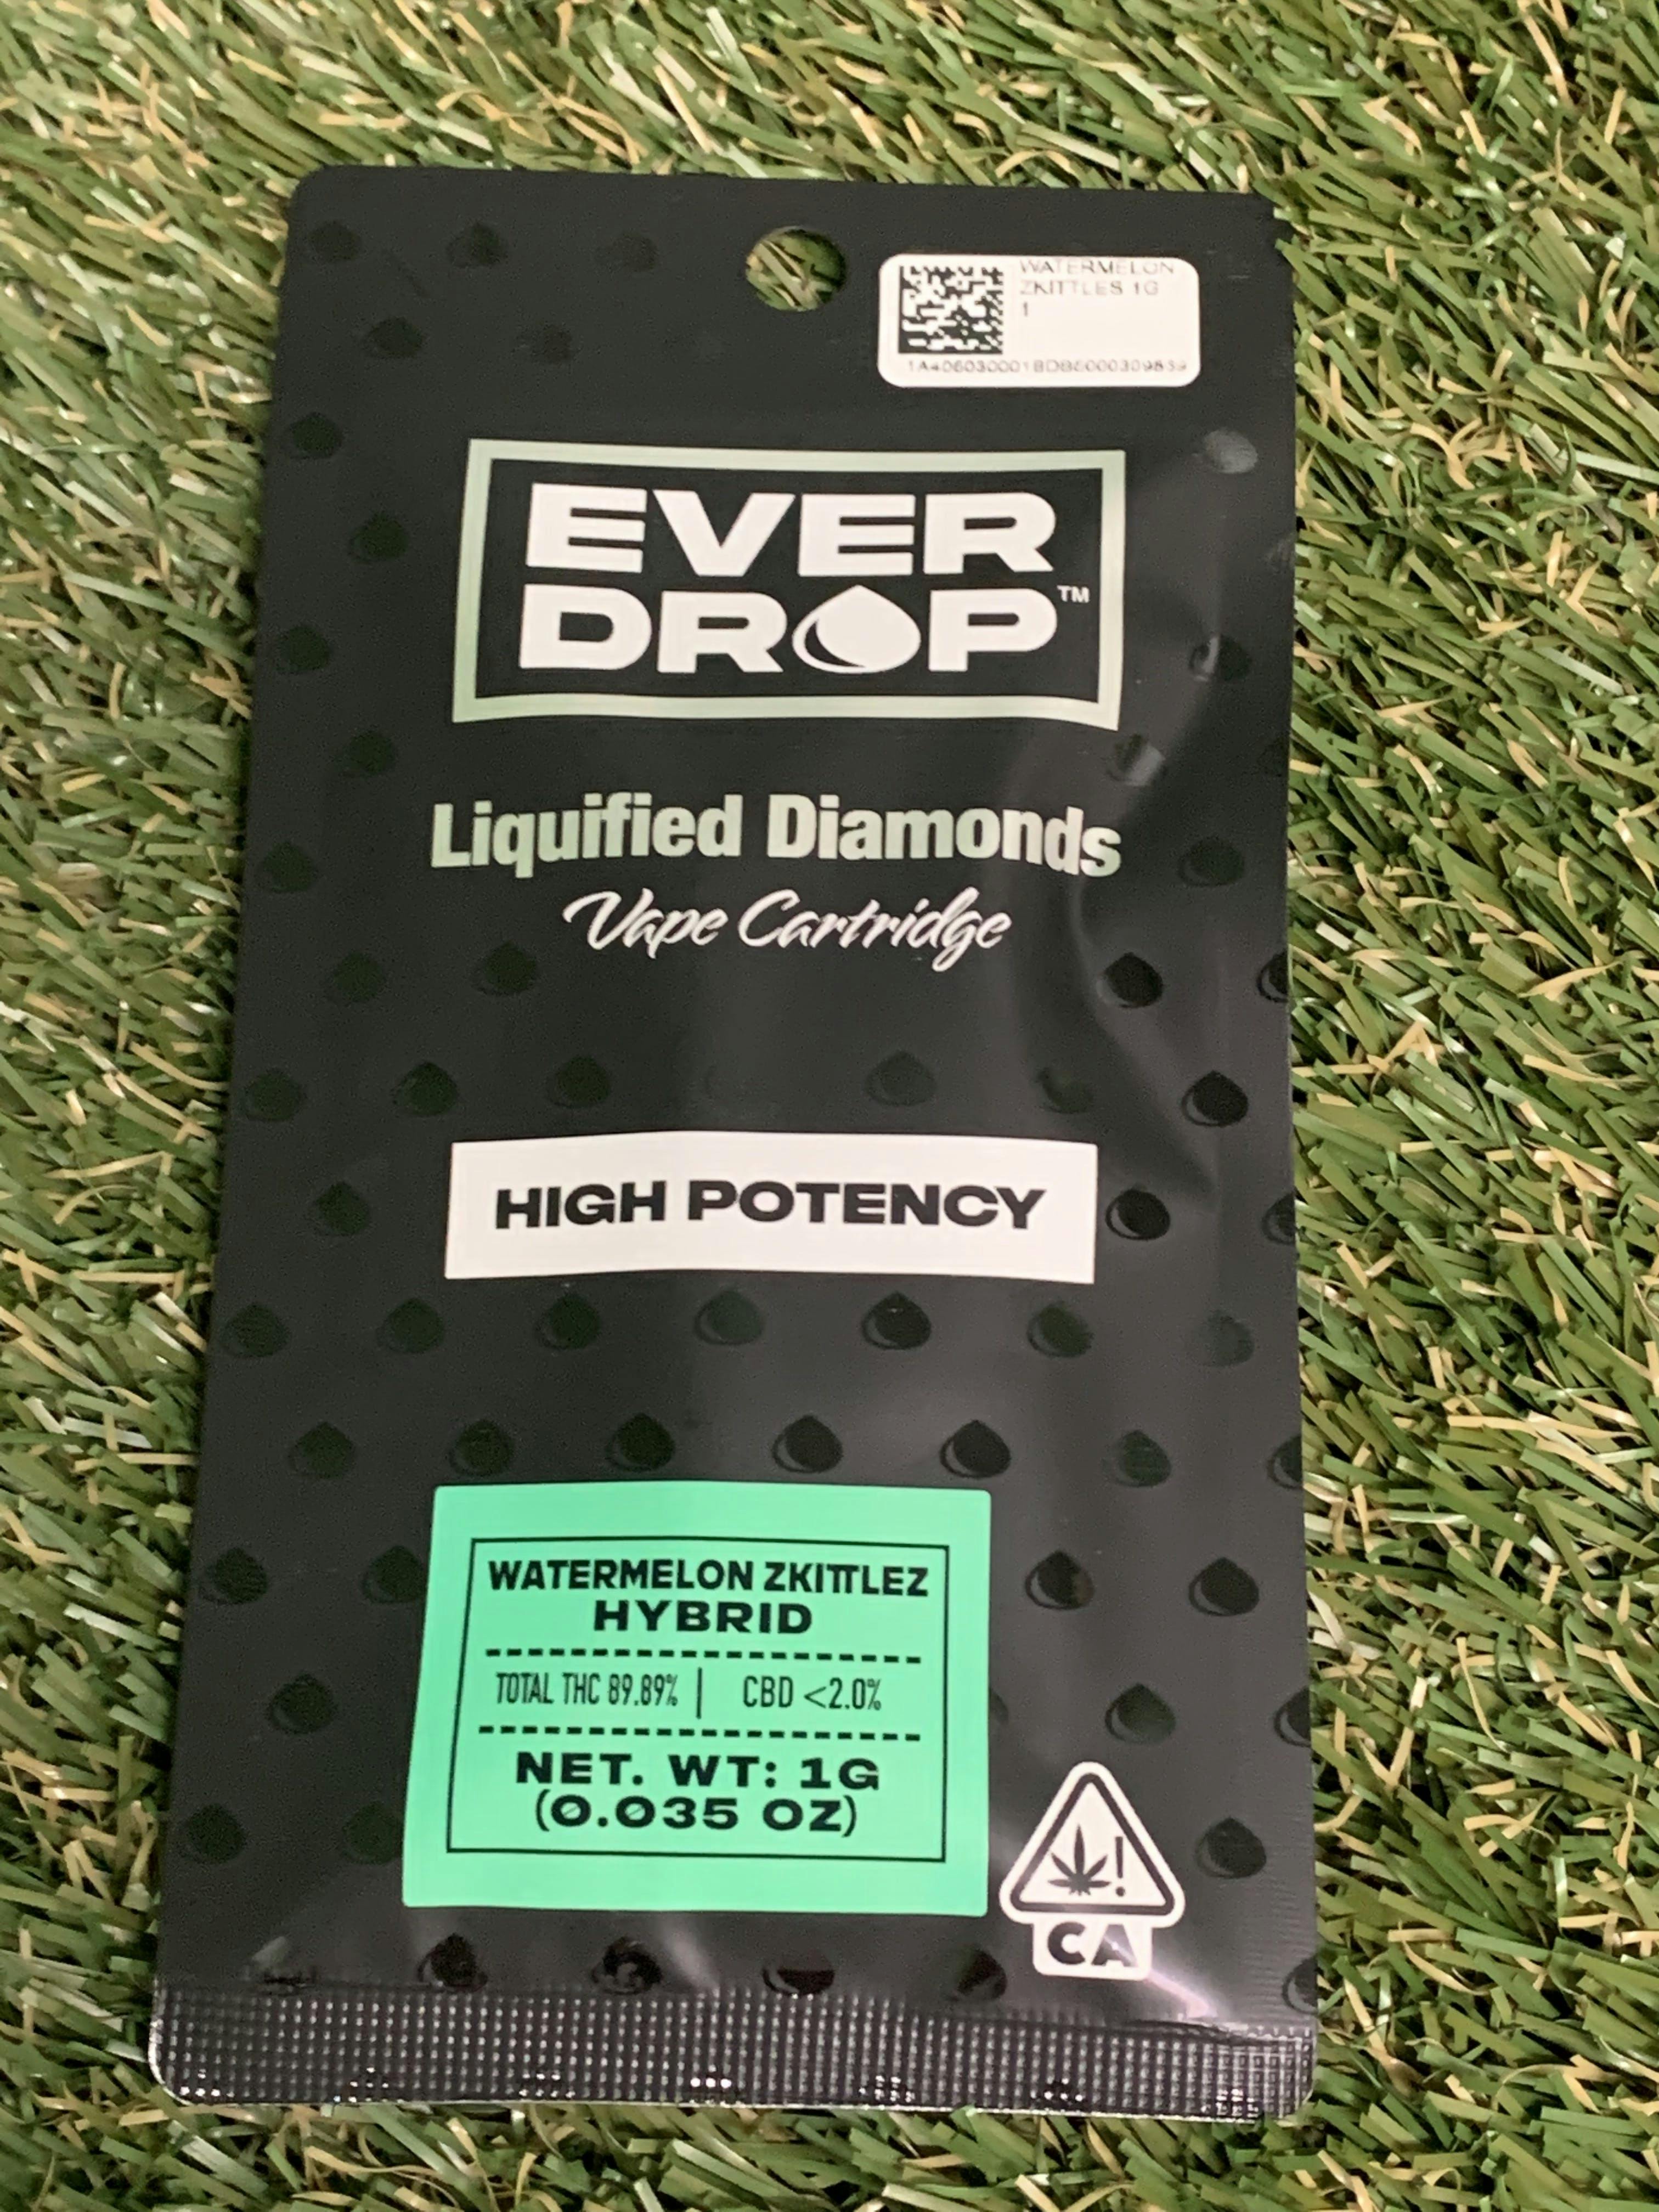 WATERMELON
ZKITTLES 1G
1
EVER
DROP™
Liquified Diamonds
Vape Cartridge
HIGH POTENCY
WATERMELON ZKITTLEZ
HYBRID
TOTAL THC 89.89% | CBD <2.0%
NET. WT: 1G
(0.035 OZ)
!
CA